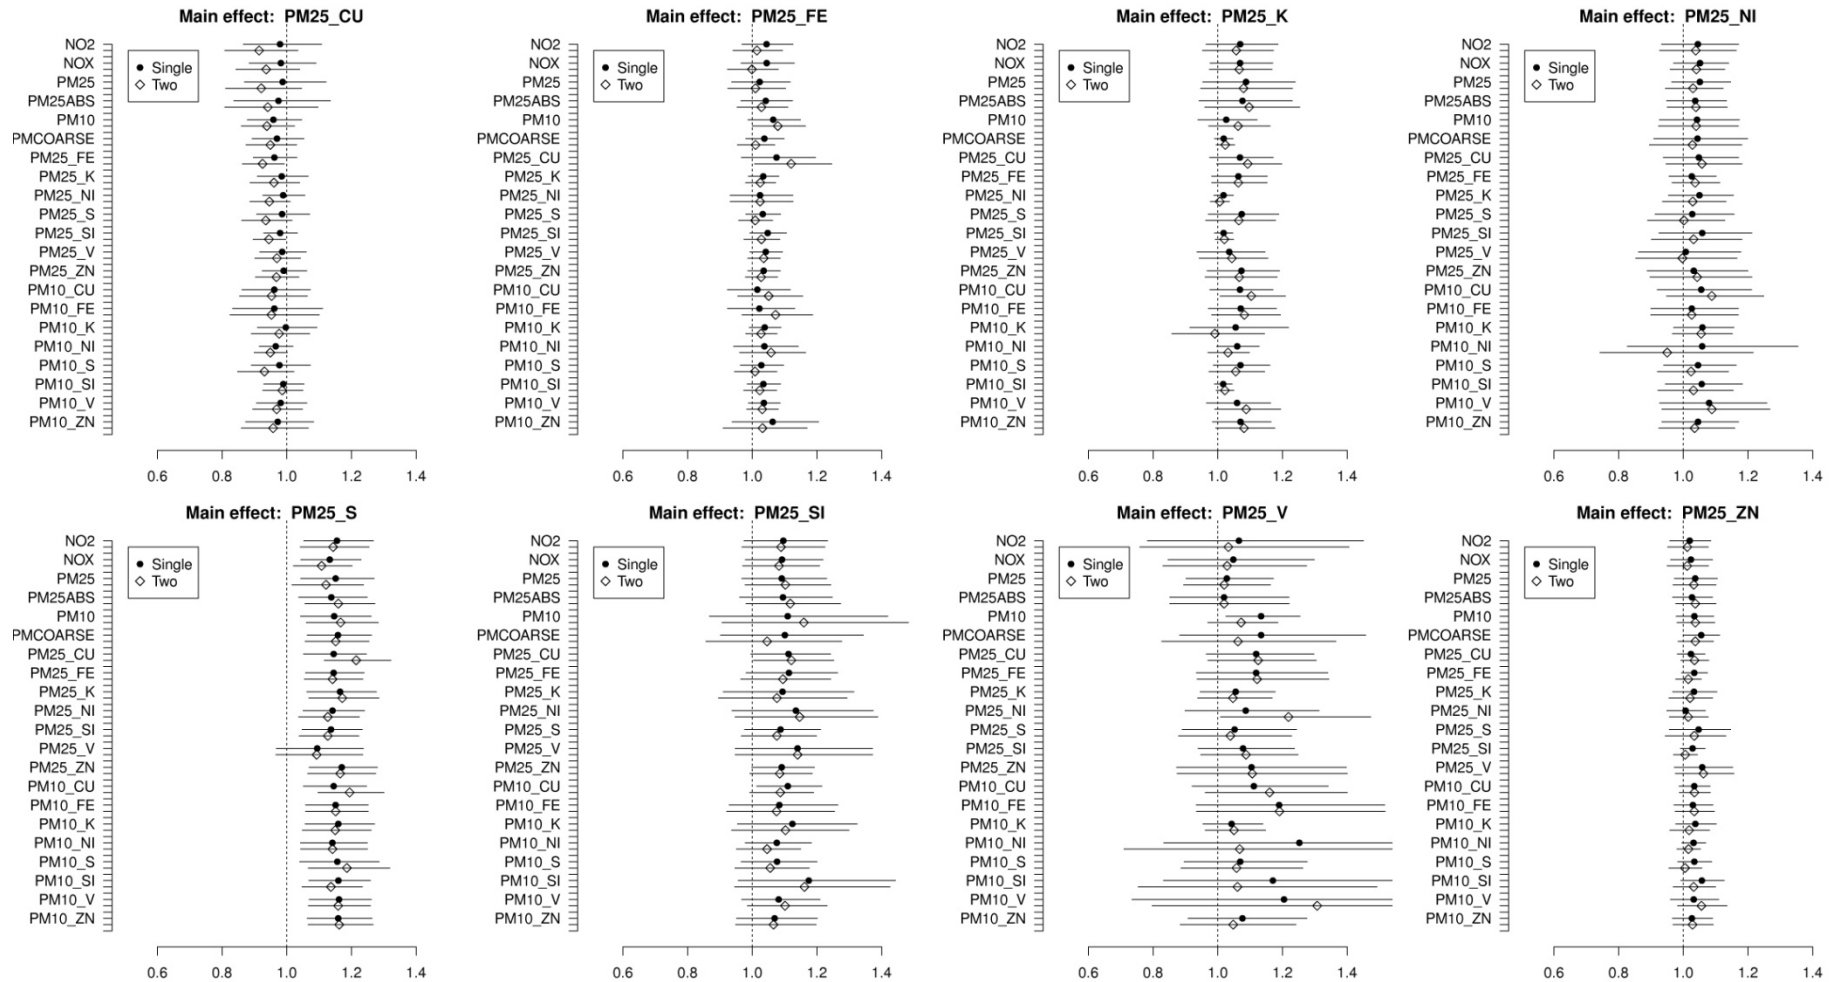 Main effect: PM25_CU
NO2
NOX
PM25
PM25ABS
PM10
PMCOARSE
PM25_FE
PM25_K
PM25_NI
PM25_S
PM25_SI
PM25_V
PM25_ZN
PM10_CU
PM10_FE
PM10_K
PM10_NI
PM10_S
PM10_SI
PM10_V
PM10_ZN
Single
Two
0.6 0.8 1.0 1.2 1.4
Main effect: PM25_FE
NO2
NOX
PM25
PM25ABS
PM10
PMCOARSE
PM25_CU
PM25_K
PM25_NI
PM25_S
PM25_SI
PM25_V
PM25_ZN
PM10_CU
PM10_FE
PM10_K
PM10_NI
PM10_S
PM10_SI
PM10_V
PM10_ZN
Single
Two
0.6 0.8 1.0 1.2 1.4
Main effect: PM25_K
NO2
NOX
PM25
PM25ABS
PM10
PMCOARSE
PM25_CU
PM25_FE
PM25_NI
PM25_S
PM25_SI
PM25_V
PM25_ZN
PM10_CU
PM10_FE
PM10_K
PM10_NI
PM10_S
PM10_SI
PM10_V
PM10_ZN
Single
Two
0.6 0.8 1.0 1.2 1.4
Main effect: PM25_NI
NO2
NOX
PM25
PM25ABS
PM10
PMCOARSE
PM25_CU
PM25_FE
PM25_K
PM25_S
PM25_SI
PM25_V
PM25_ZN
PM10_CU
PM10_FE
PM10_K
PM10_NI
PM10_S
PM10_SI
PM10_V
PM10_ZN
Single
Two
0.6 0.8 1.0 1.2 1.4
Main effect: PM25_S
NO2
NOX
PM25
PM25ABS
PM10
PMCOARSE
PM25_CU
PM25_FE
PM25_K
PM25_NI
PM25_SI
PM25_V
PM25_ZN
PM10_CU
PM10_FE
PM10_K
PM10_NI
PM10_S
PM10_SI
PM10_V
PM10_ZN
Single
Two
0.6 0.8 1.0 1.2 1.4
Main effect: PM25_SI
NO2
NOX
PM25
PM25ABS
PM10
PMCOARSE
PM25_CU
PM25_FE
PM25_K
PM25_NI
PM25_S
PM25_V
PM25_ZN
PM10_CU
PM10_FE
PM10_K
PM10_NI
PM10_S
PM10_SI
PM10_V
PM10_ZN
Single
Two
0.6 0.8 1.0 1.2 1.4
Main effect: PM25_V
NO2
NOX
PM25
PM25ABS
PM10
PMCOARSE
PM25_CU
PM25_FE
PM25_K
PM25_NI
PM25_S
PM25_SI
PM25_ZN
PM10_CU
PM10_FE
PM10_K
PM10_NI
PM10_S
PM10_SI
PM10_V
PM10_ZN
Single
Two
0.6 0.8 1.0 1.2 1.4
Main effect: PM25_ZN
NO2
NOX
PM25
PM25ABS
PM10
PMCOARSE
PM25_CU
PM25_FE
PM25_K
PM25_NI
PM25_S
PM25_SI
PM25_V
PM10_CU
PM10_FE
PM10_K
PM10_NI
PM10_S
PM10_SI
PM10_V
PM10_ZN
Single
Two
0.6 0.8 1.0 1.2 1.4